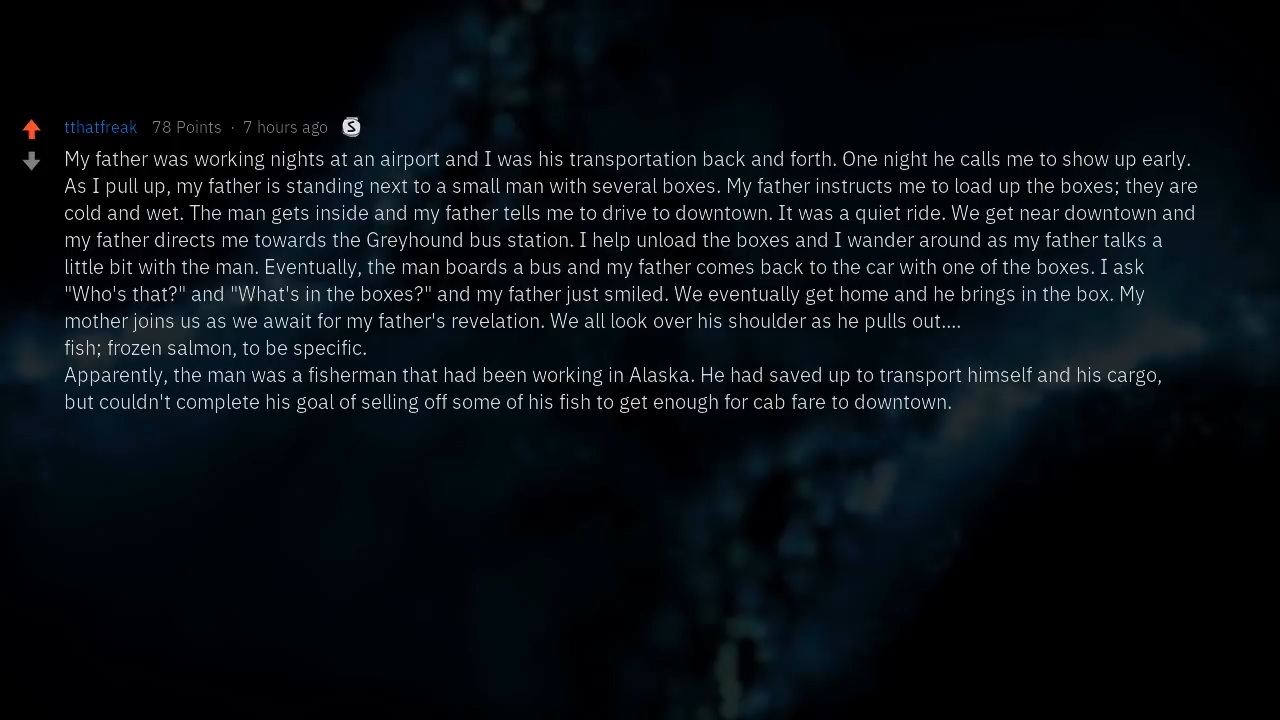 tthatfreak 78 Points · 7 hours ago
My father was working nights at an airport and I was his transportation back and forth. One night he calls me to show up early.
As I pull up, my father is standing next to a small man with several boxes. My father instructs me to load up the boxes; they are
cold and wet. The man gets inside and my father tells me to drive to downtown. It was a quiet ride. We get near downtown and
my father directs me towards the Greyhound bus station. I help unload the boxes and I wander around as my father talks a
little bit with the man. Eventually, the man boards a bus and my father comes back to the car with one of the boxes. I ask
"Who's that?" and "What's in the boxes?" and my father just smiled. We eventually get home and he brings in the box. My
mother joins us as we await for my father's revelation. We all look over his shoulder as he pulls out....
fish; frozen salmon, to be specific.
Apparently, the man was a fisherman that had been working in Alaska. He had saved up to transport himself and his cargo,
but couldn't complete his goal of selling off some of his fish to get enough for cab fare to downtown.